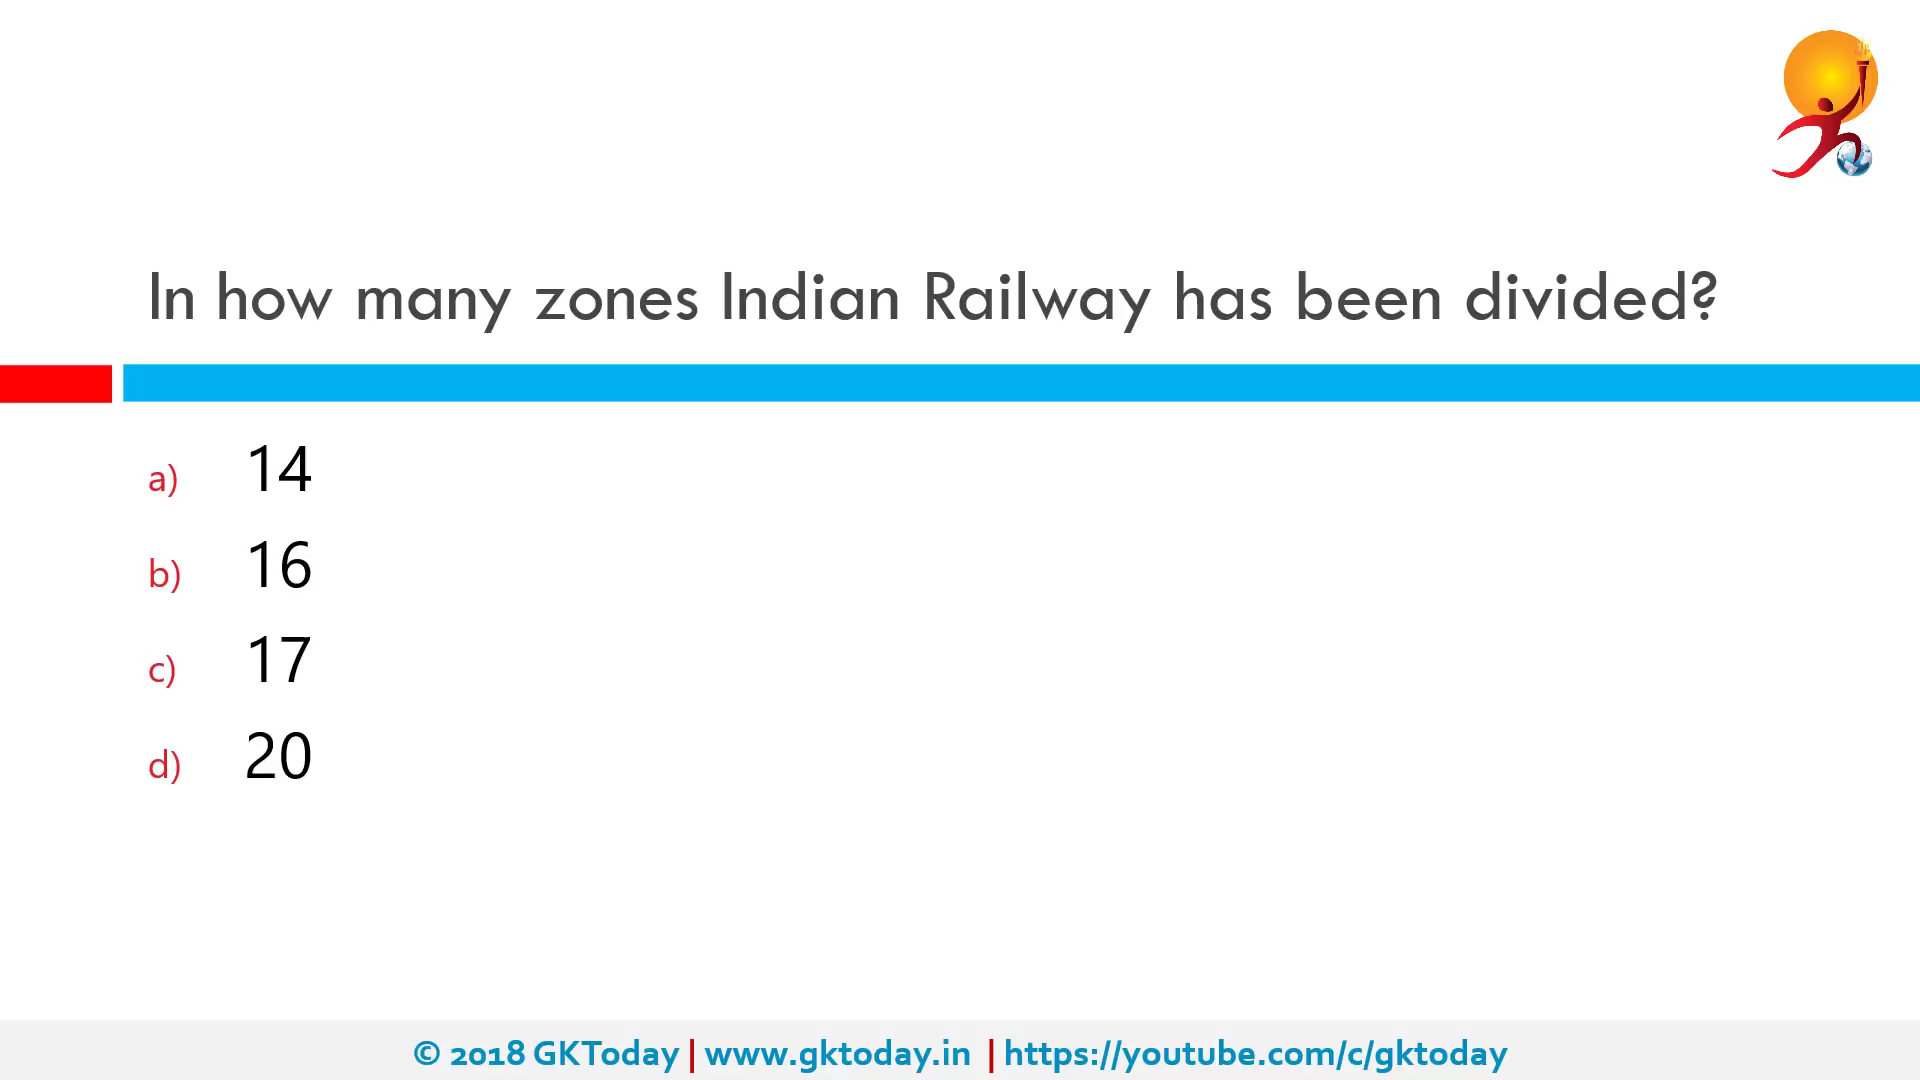 In how many zones Indian Railway has been divided?
a) 14
b) 16
c) 17
d) 20
© 2018 GKToday | www.gktoday.in | https://youtube.com/c/gktoday